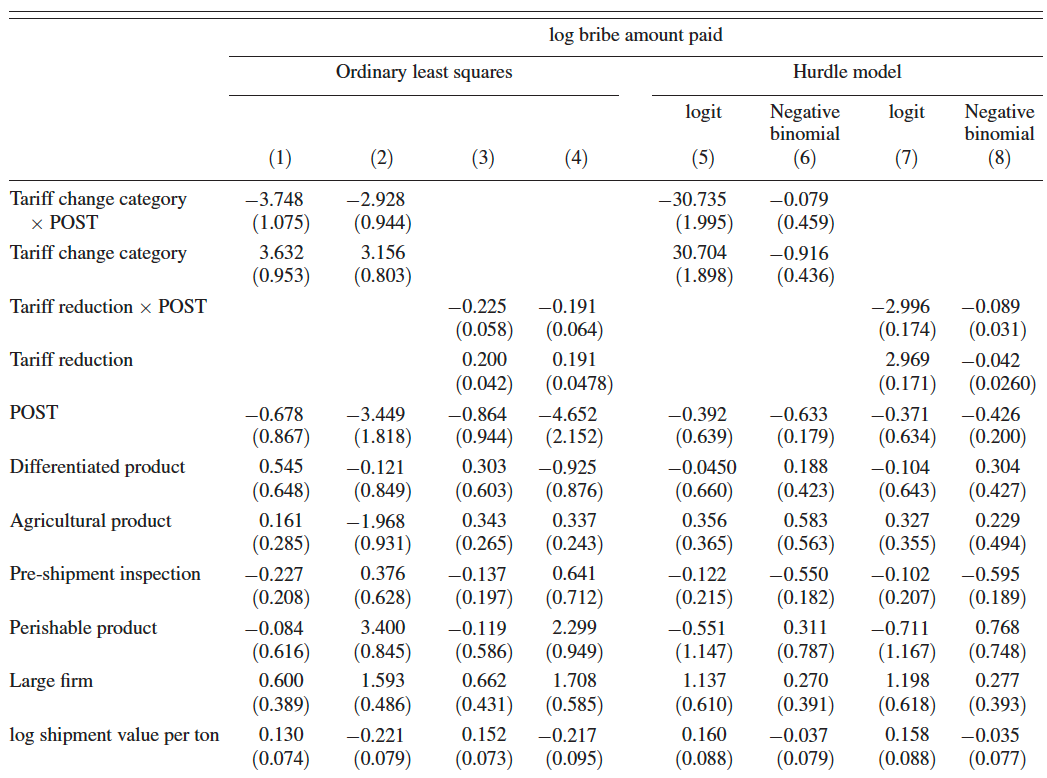 log bribe amount paid
Ordinary least squares Hurdle model
logit Negative logit Negative
binomial binomial
(1) (2) (3) (4) (5) (6) (7) (8)
Tariff change category −3.748 −2.928 −30.735 −0.079
× POST (1.075) (0.944) (1.995) (0.459)
Tariff change category 3.632 3.156 30.704 −0.916
(0.953) (0.803) (1.898) (0.436)
Tariff reduction × POST −0.225 −0.191 −2.996 −0.089
(0.058) (0.064) (0.174) (0.031)
Tariff reduction 0.200 0.191 2.969 −0.042
(0.042) (0.0478) (0.171) (0.0260)
POST −0.678 −3.449 −0.864 −4.652 −0.392 −0.633 −0.371 −0.426
(0.867) (1.818) (0.944) (2.152) (0.639) (0.179) (0.634) (0.200)
Differentiated product 0.545 −0.121 0.303 −0.925 −0.0450 0.188 −0.104 0.304
(0.648) (0.849) (0.603) (0.876) (0.660) (0.423) (0.643) (0.427)
Agricultural product 0.161 −1.968 0.343 0.337 0.356 0.583 0.327 0.229
(0.285) (0.931) (0.265) (0.243) (0.365) (0.563) (0.355) (0.494)
Pre-shipment inspection −0.227 0.376 −0.137 0.641 −0.122 −0.550 −0.102 −0.595
(0.208) (0.628) (0.197) (0.712) (0.215) (0.182) (0.207) (0.189)
Perishable product −0.084 3.400 −0.119 2.299 −0.551 0.311 −0.711 0.768
(0.616) (0.845) (0.586) (0.949) (1.147) (0.787) (1.167) (0.748)
Large firm 0.600 1.593 0.662 1.708 1.137 0.270 1.198 0.277
(0.389) (0.486) (0.431) (0.585) (0.610) (0.391) (0.618) (0.393)
log shipment value per ton 0.130 −0.221 0.152 −0.217 0.160 −0.037 0.158 −0.035
(0.074) (0.079) (0.073) (0.095) (0.088) (0.079) (0.088) (0.077)